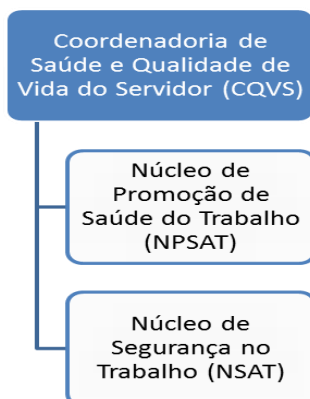 Coordenadoria de
Saúde e Qualidade de
Vida do Servidor (CQVS)
Núcleo de
Promoção de
Saúde do Trabalho
(NPSAT)
Núcleo de
Segurança no
Trabalho (NSAT)